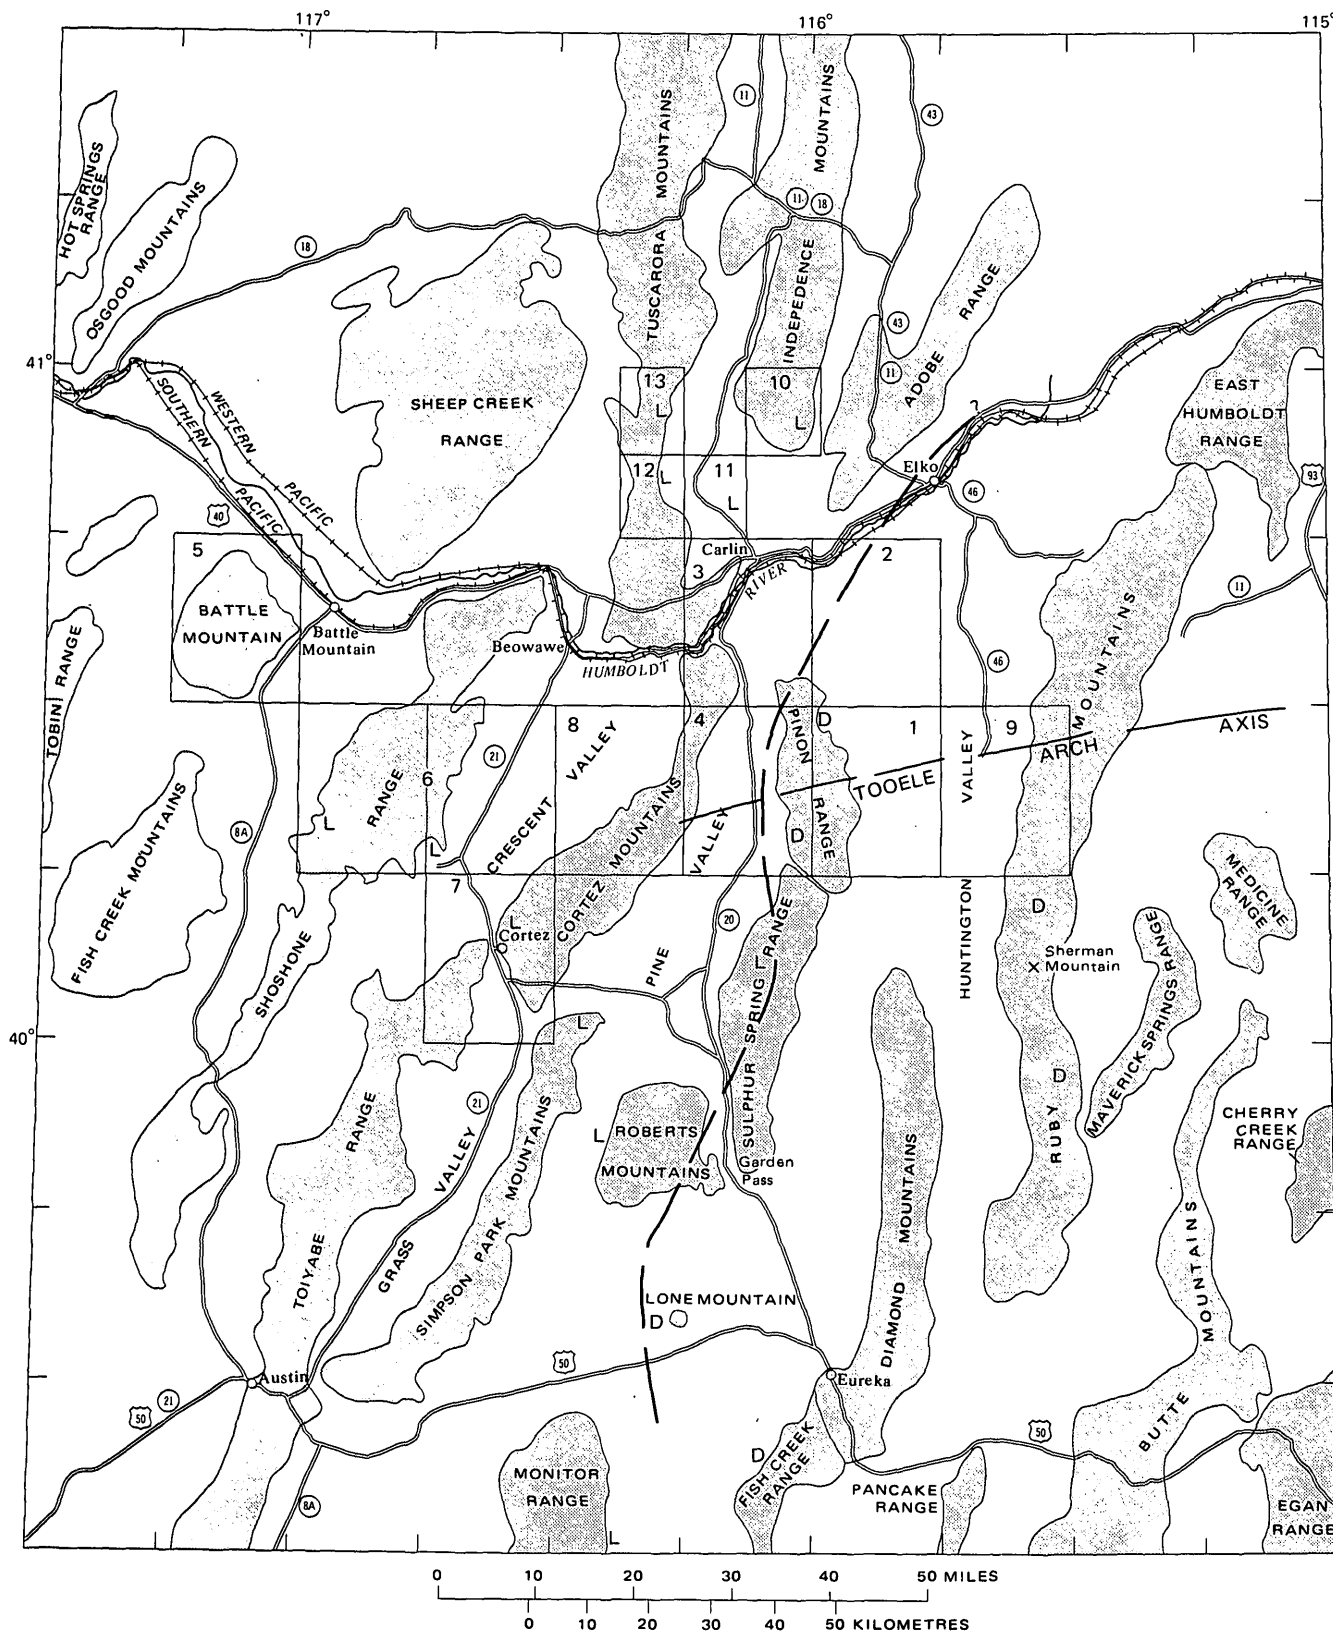 117°
116°
115°
HOT SPRINGS
RANGE
OSGOOD MOUNTAINS
18
TUSCARORA MOUNTAINS
11
INDEPENDENCE MOUNTAINS
43
11 18
ADOBE RANGE
43
11
41°
SOUTHERN PACIFIC
WESTERN PACIFIC
SHEEP CREEK
RANGE
13
L
10
L
12
L
11
L
EAST
HUMBOLDT
RANGE
93
Elko
46
40
5
BATTLE
MOUNTAIN
Battle
Mountain
Carlin
3
2
RIVER
HUMBOLDT
Beowawe
11
46
TOBINI RANGE
RUBY MOUNTAINS
8
4
1
9
D
PINON RANGE
D
VALLEY
ARCH
AXIS
TOOELE
21
6
RANGE
L
L
CRESCENT VALLEY
CORTEZ MOUNTAINS
VALLEY
8A
FISH CREEK MOUNTAINS
7
L
Cortez
20
PINE
SULPHUR SPRING RANGE
L
HUNTINGTON
D
Sherman
Mountain
MEDICINE
RANGE
MAVERICK SPRINGS RANGE
SHOSHONE
40°
L
D
21
ROBERTS
MOUNTAINS
L
Garden
Pass
CHERRY
CREEK
RANGE
TOIYABE RANGE
GRASS VALLEY
SIMPSON PARK MOUNTAINS
DIAMOND MOUNTAINS
BUTTE MOUNTAINS
LONE MOUNTAIN
D
50
Austin
Eureka
50
21
50
8A
MONITOR
RANGE
L
D
FISH CREEK
RANGE
PANCAKE
RANGE
EGAN
RANGE
0 10 20 30 40 50 MILES
0 10 20 30 40 50 KILOMETRES